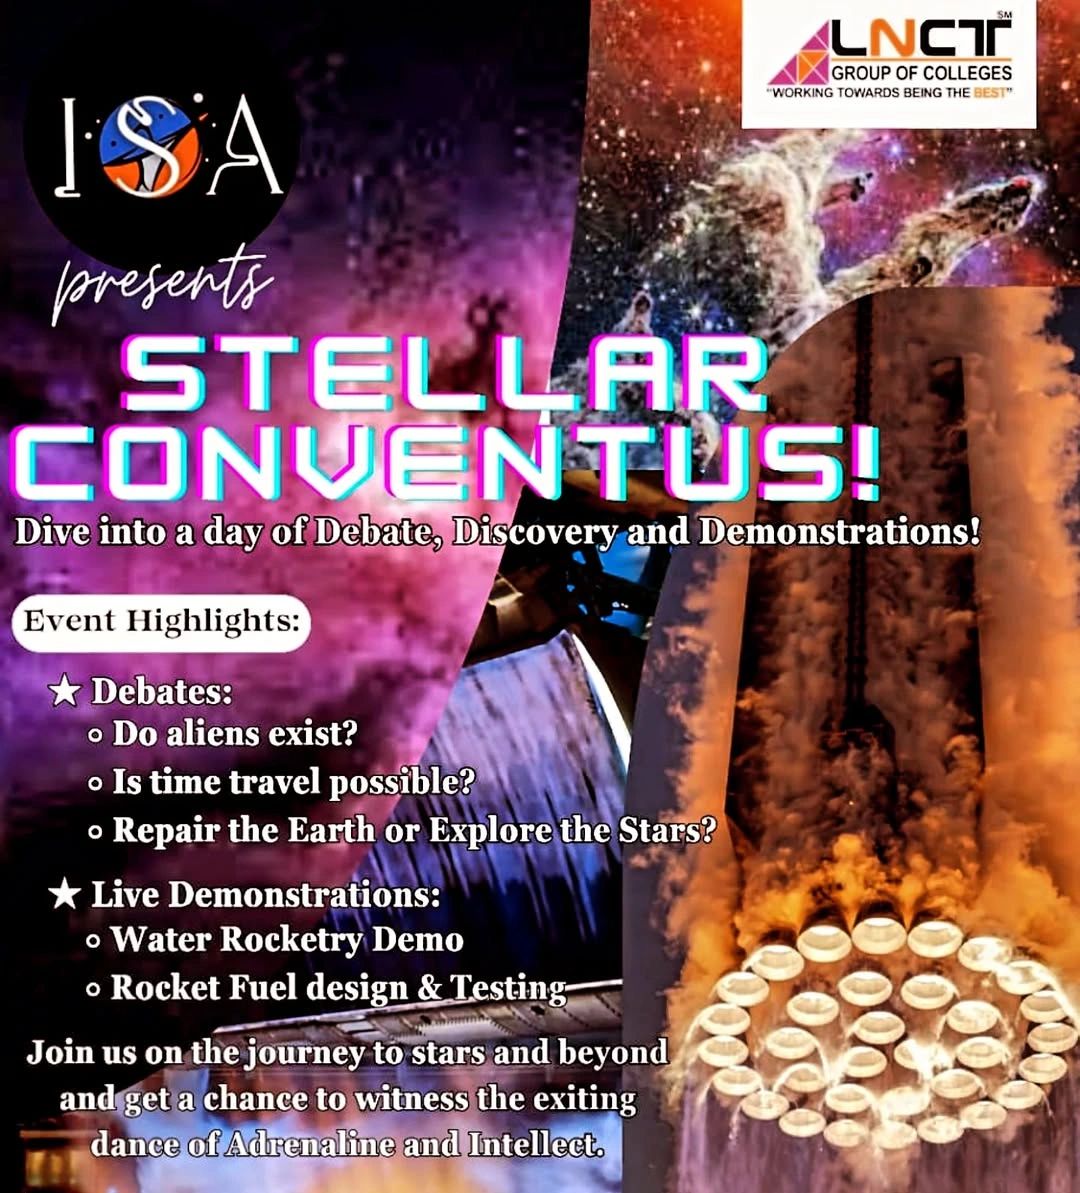 LNCT
SM
GROUP OF COLLEGES
"WORKING TOWARDS BEING THE BEST"
ISA
presents
STELLAR
CONVENTUS!
Dive into a day of Debate, Discovery and Demonstrations!
Event Highlights:
★ Debates:
o Do aliens exist?
o Is time travel possible?
o Repair the Earth or Explore the Stars?
★ Live Demonstrations:
o Water Rocketry Demo
o Rocket Fuel design & Testing
Join us on the journey to stars and beyond
and get a chance to witness the exiting
dance of Adrenaline and Intellect.